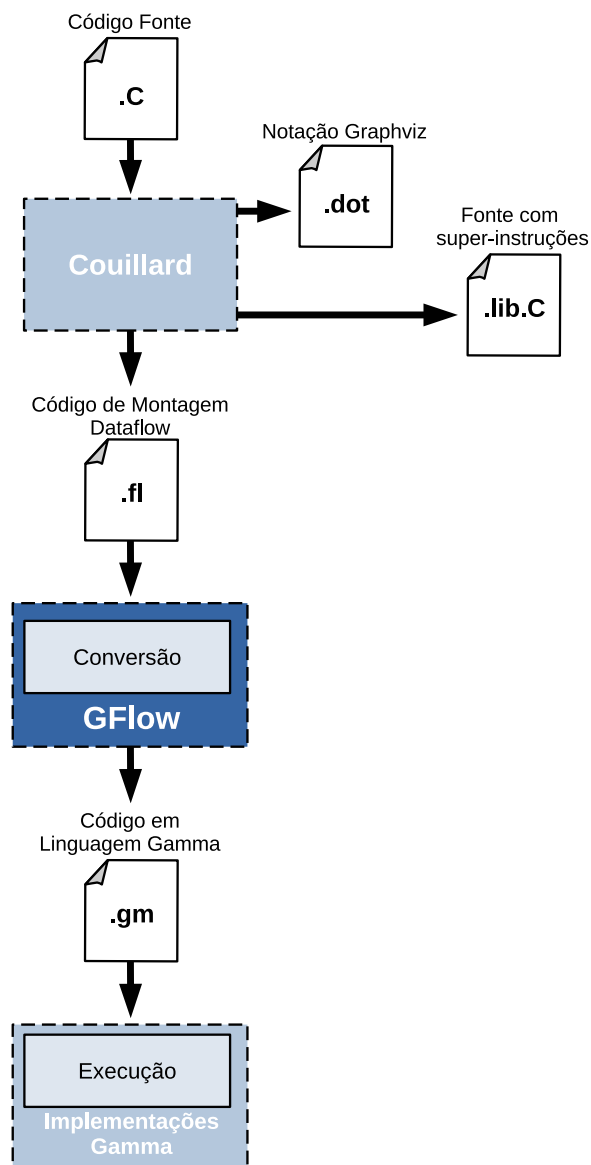 Código Fonte
.C
Notação Graphviz
.dot
Fonte com
super-instruções
.lib.C
Couillard
Código de Montagem
Dataflow
.fl
Conversão
GFlow
Código em
Linguagem Gamma
.gm
Execução
Implementações
Gamma